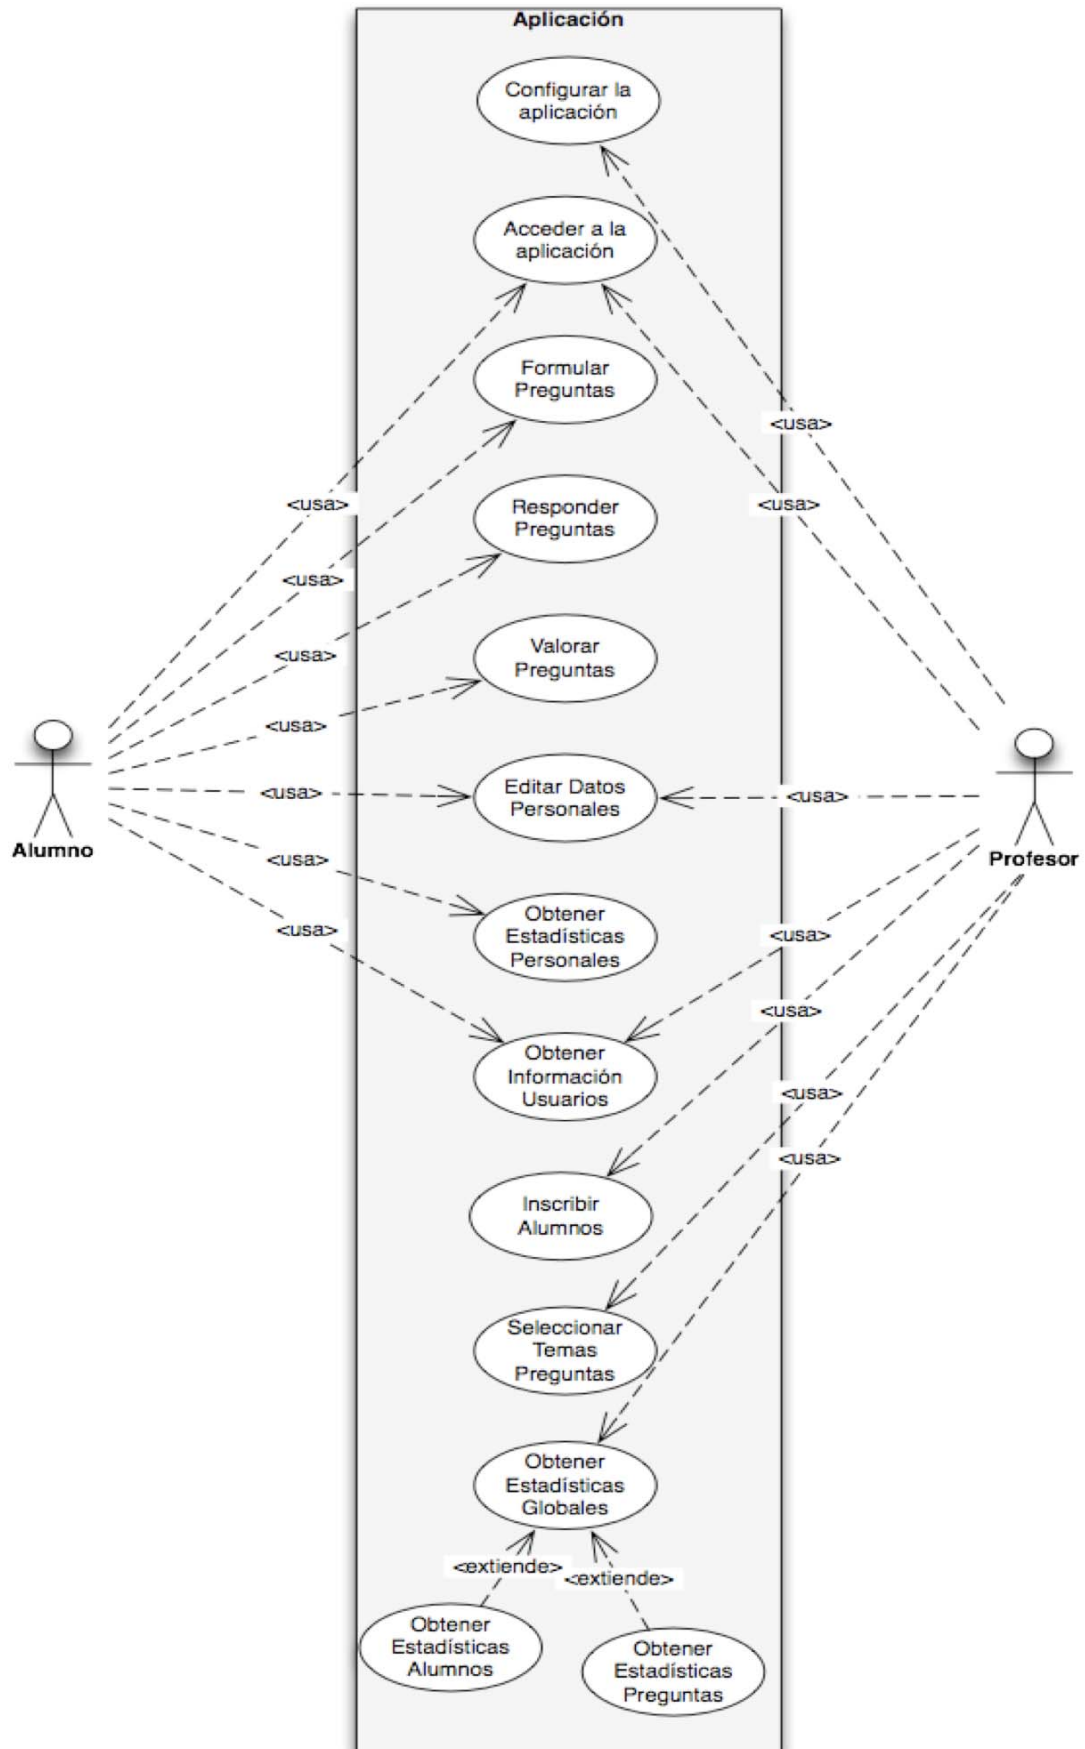 Aplicación
Configurar la
aplicación
Acceder a la
aplicación
Formular
Preguntas
<usa>
<usa>
<usa>
Responder
Preguntas
<usa>
<usa>
Valorar
Preguntas
<usa>
Editar Datos
Personales
<usa>
<usa>
Alumno
Profesor
<usa>
Obtener
Estadísticas
Personales
<usa>
<usa>
<usa>
Obtener
Información
Usuarios
<usa>
<usa>
Inscribir
Alumnos
Seleccionar
Temas
Preguntas
Obtener
Estadísticas
Globales
<extiende>
<extiende>
Obtener
Estadísticas
Alumnos
Obtener
Estadísticas
Preguntas